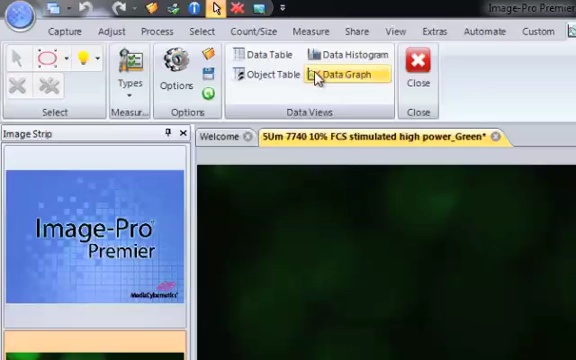 Image-Pro Premier
Capture Adjust Process Select Count/Size Measure Share View Extras Automate Custom
Data Table Data Histogram
Object Table Data Graph
Types Options Close
Select Measur... Options Data Views Close
Image Strip
Welcome 5Um 7740 10% FCS stimulated high power_Green*
Image-Pro
Premier
MediaCybernetics